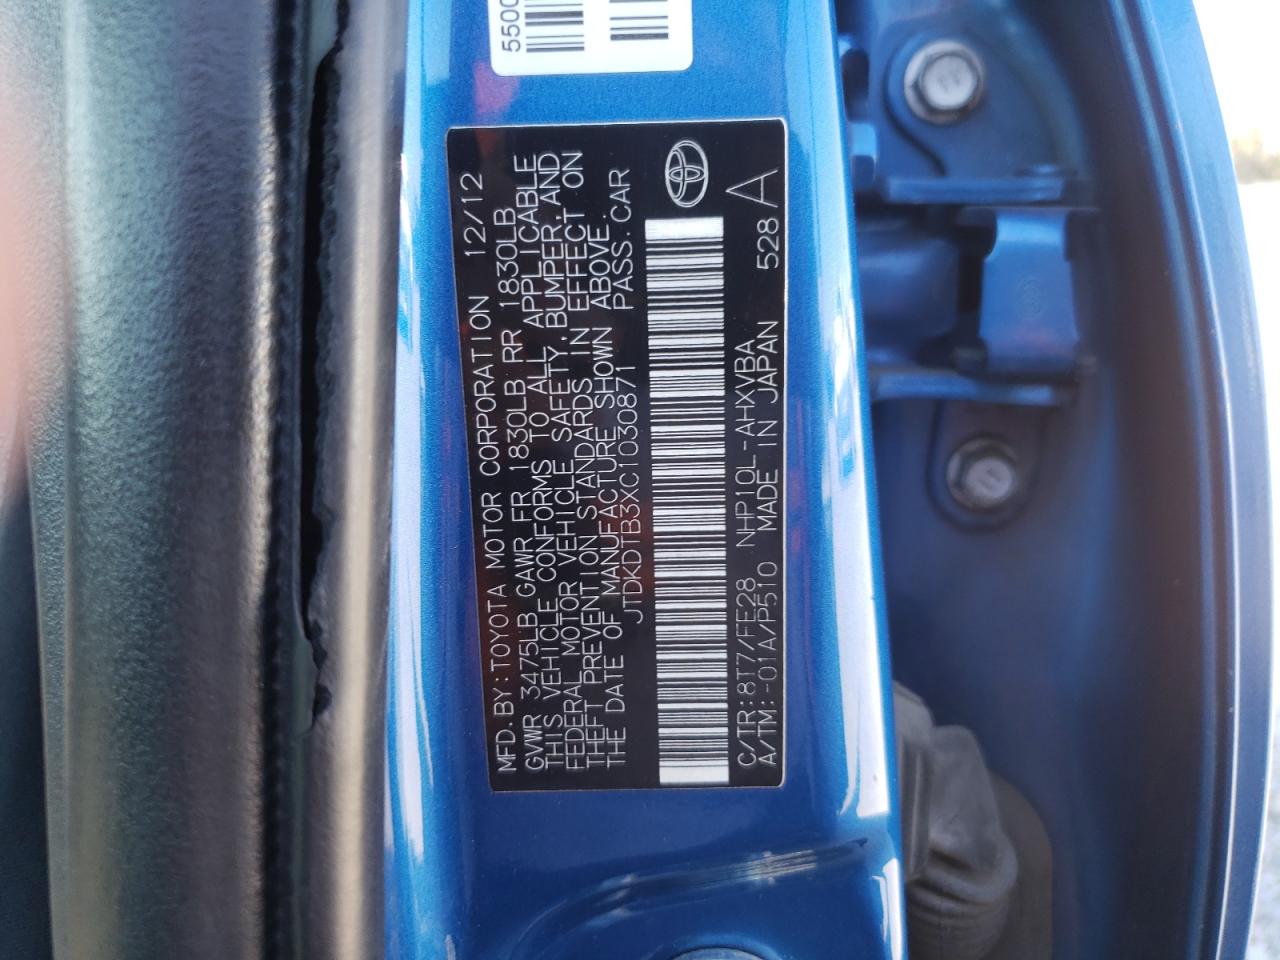 5500
MFD. BY: TOYOTA MOTOR CORPORATION 12/12
GVWR 3475LB GAWR FR 1830LB RR 1830LB
THIS VEHICLE CONFORMS TO ALL APPLICABLE
FEDERAL MOTOR VEHICLE SAFETY, BUMPER, AND
THEFT PREVENTION STANDARDS IN EFFECT ON
THE DATE OF MANUFACTURE SHOWN ABOVE.
JTDKDTB3XC1030871 PASS. CAR
C/TR: 8T7/FE28 NHP10L-AHXVBA
A/TM: -01A/P510 MADE IN JAPAN 528 A